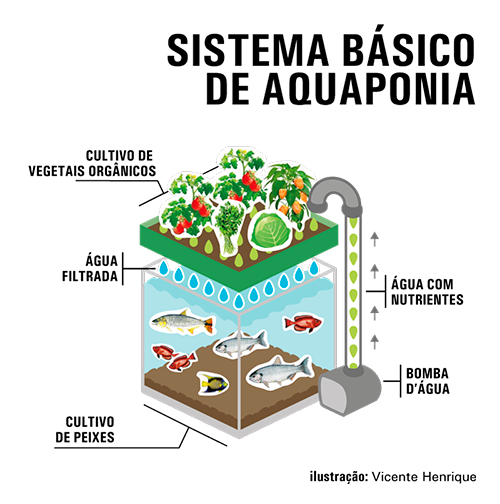 SISTEMA BÁSICO
DE AQUAPONIA
CULTIVO DE
VEGETAIS ORGÂNICOS
ÁGUA
FILTRADA
ÁGUA COM
NUTRIENTES
BOMBA
D'ÁGUA
CULTIVO
DE PEIXES
ilustração: Vicente Henrique